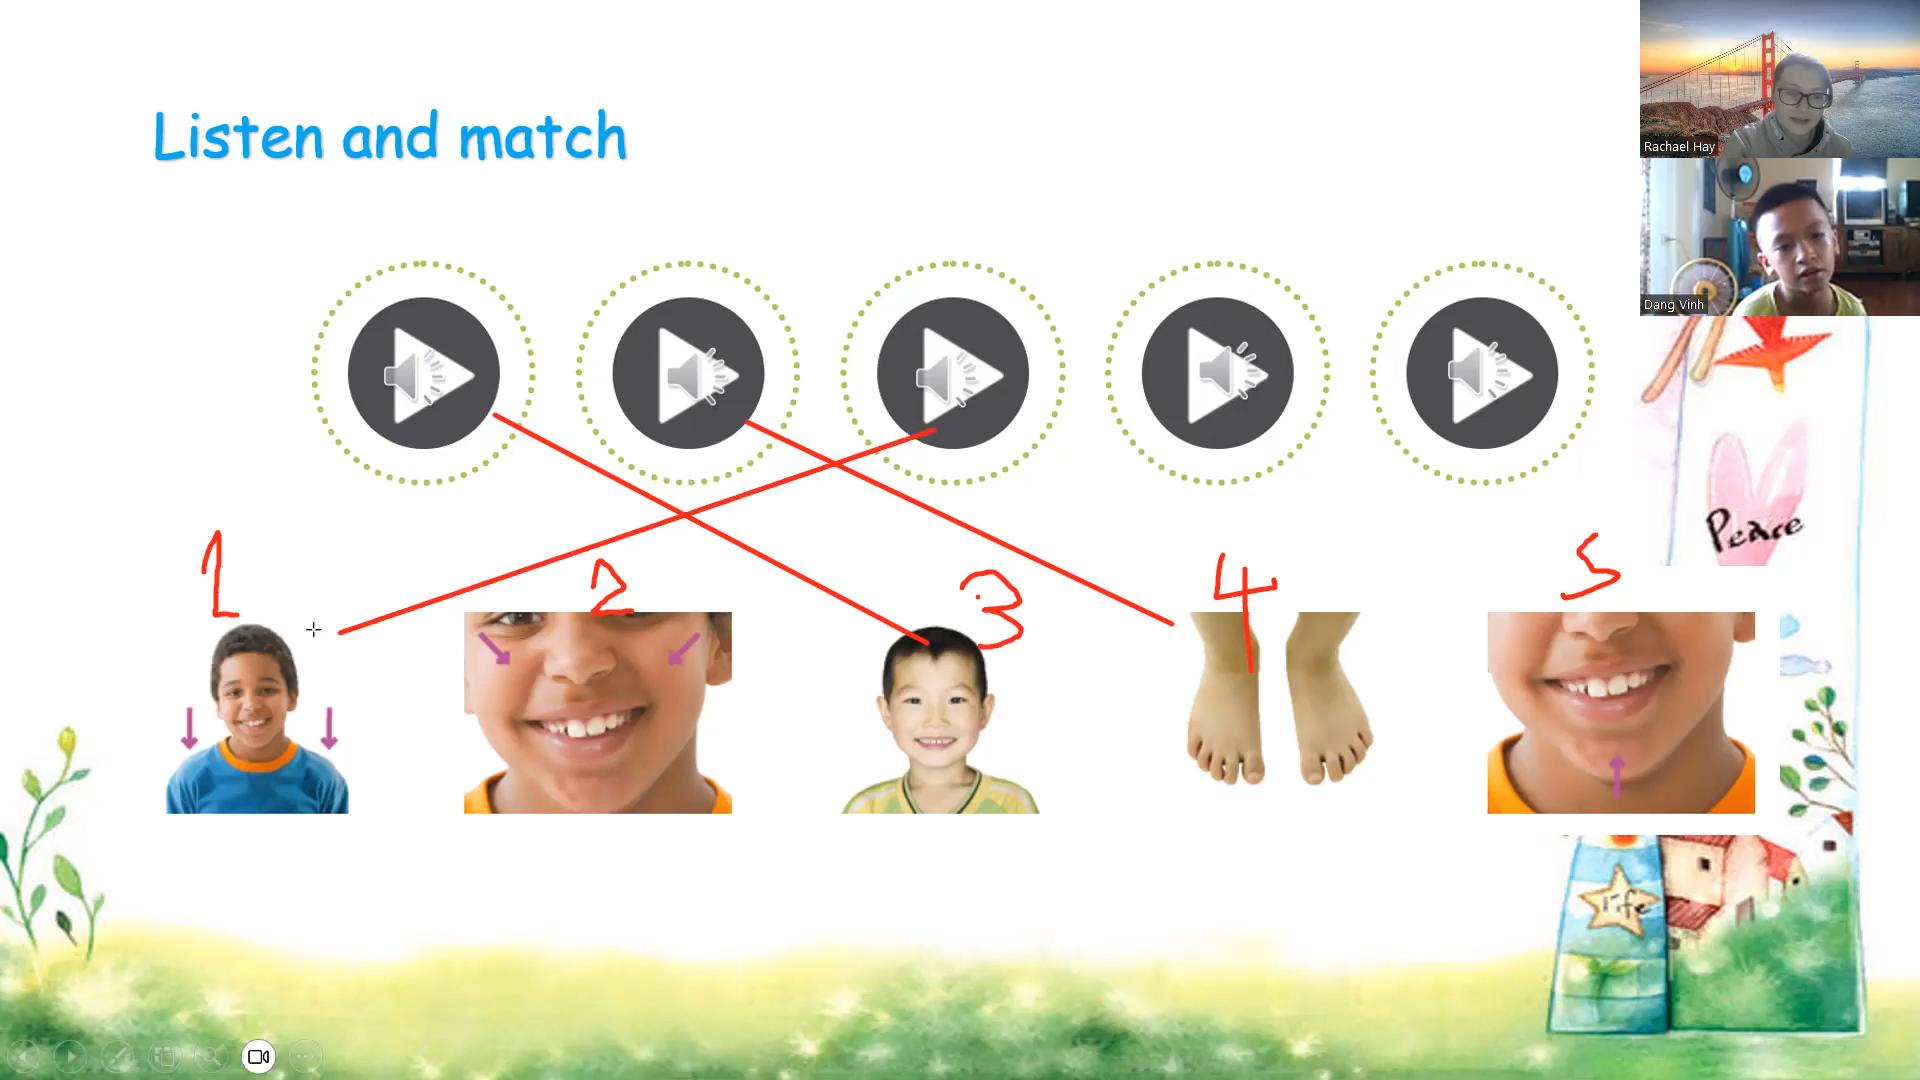 Listen and match
Rachael Hay
Dang Vinh
Peace
1 2 3 4 5
life